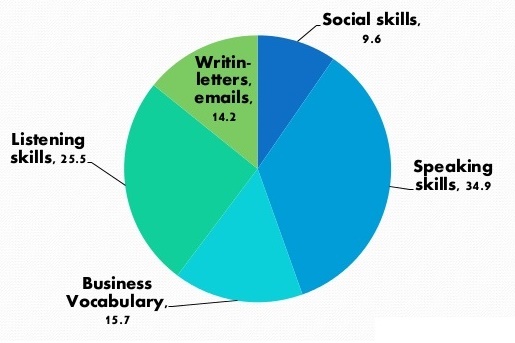 Social skills,
9.6
Writin-
letters,
emails,
14.2
Listening
skills, 25.5
Speaking
skills, 34.9
Business
Vocabulary,
15.7